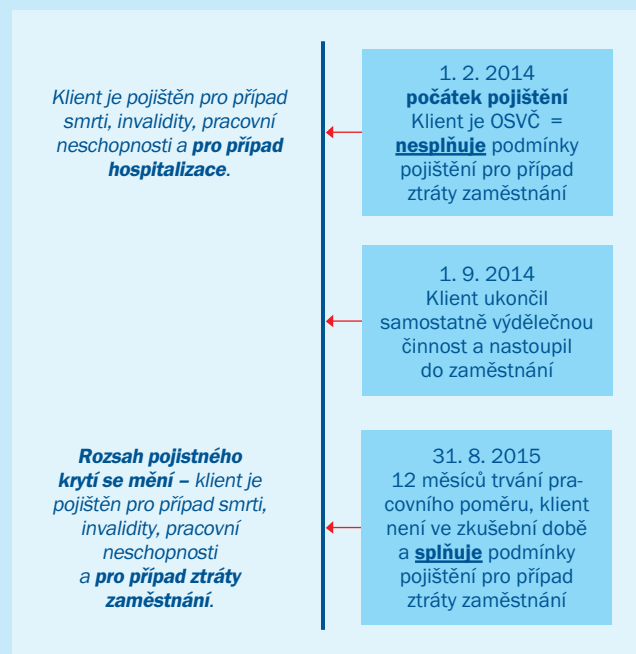 Klient je pojištěn pro případ
smrti, invalidity, pracovní
neschopnosti a pro případ
hospitalizace.
1. 2. 2014
počátek pojištění
Klient je OSVČ =
nesplňuje podmínky
pojištění pro případ
ztráty zaměstnání
1. 9. 2014
Klient ukončil
samostatně výdělečnou
činnost a nastoupil
do zaměstnání
Rozsah pojistného
krytí se mění – klient je
pojištěn pro případ smrti,
invalidity, pracovní
neschopnosti
a pro případ ztráty
zaměstnání.
31. 8. 2015
12 měsíců trvání pra-
covního poměru, klient
není ve zkušební době
a splňuje podmínky
pojištění pro případ
ztráty zaměstnání